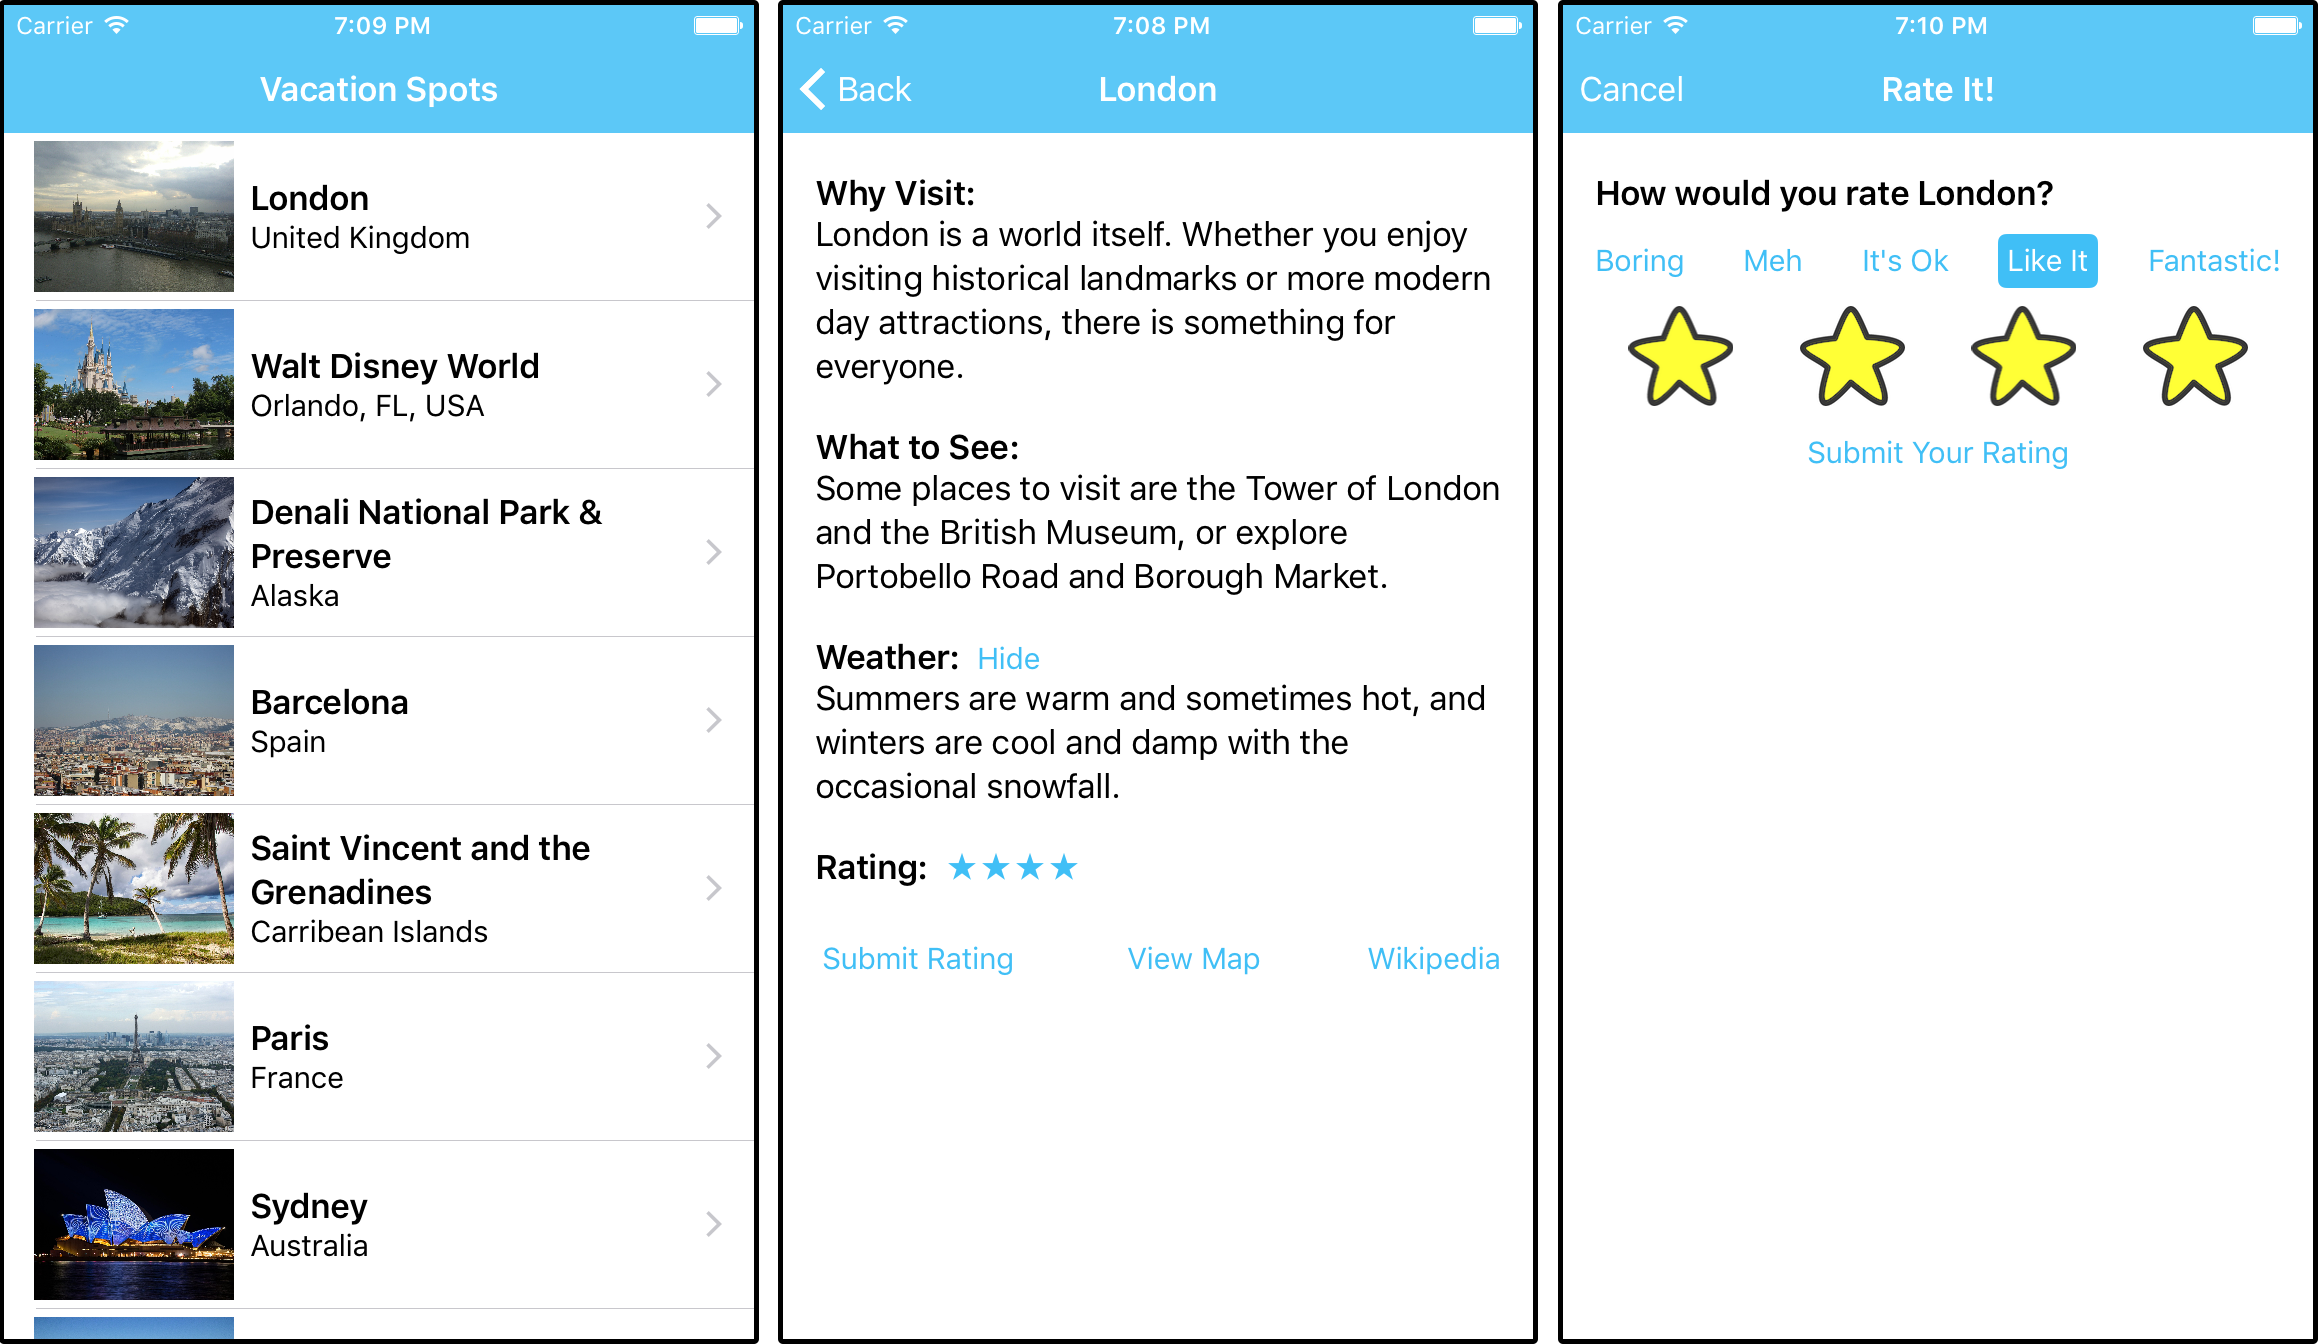 Carrier 7:09 PM
Vacation Spots
London
United Kingdom
Walt Disney World
Orlando, FL, USA
Denali National Park &
Preserve
Alaska
Barcelona
Spain
Saint Vincent and the
Grenadines
Carribean Islands
Paris
France
Sydney
Australia
Carrier 7:08 PM
Back London
Why Visit:
London is a world itself. Whether you enjoy
visiting historical landmarks or more modern
day attractions, there is something for
everyone.
What to See:
Some places to visit are the Tower of London
and the British Museum, or explore
Portobello Road and Borough Market.
Weather: Hide
Summers are warm and sometimes hot, and
winters are cool and damp with the
occasional snowfall.
Rating: ★★★★
Submit Rating View Map Wikipedia
Carrier 7:10 PM
Cancel Rate It!
How would you rate London?
Boring Meh It's Ok Like It Fantastic!
Submit Your Rating